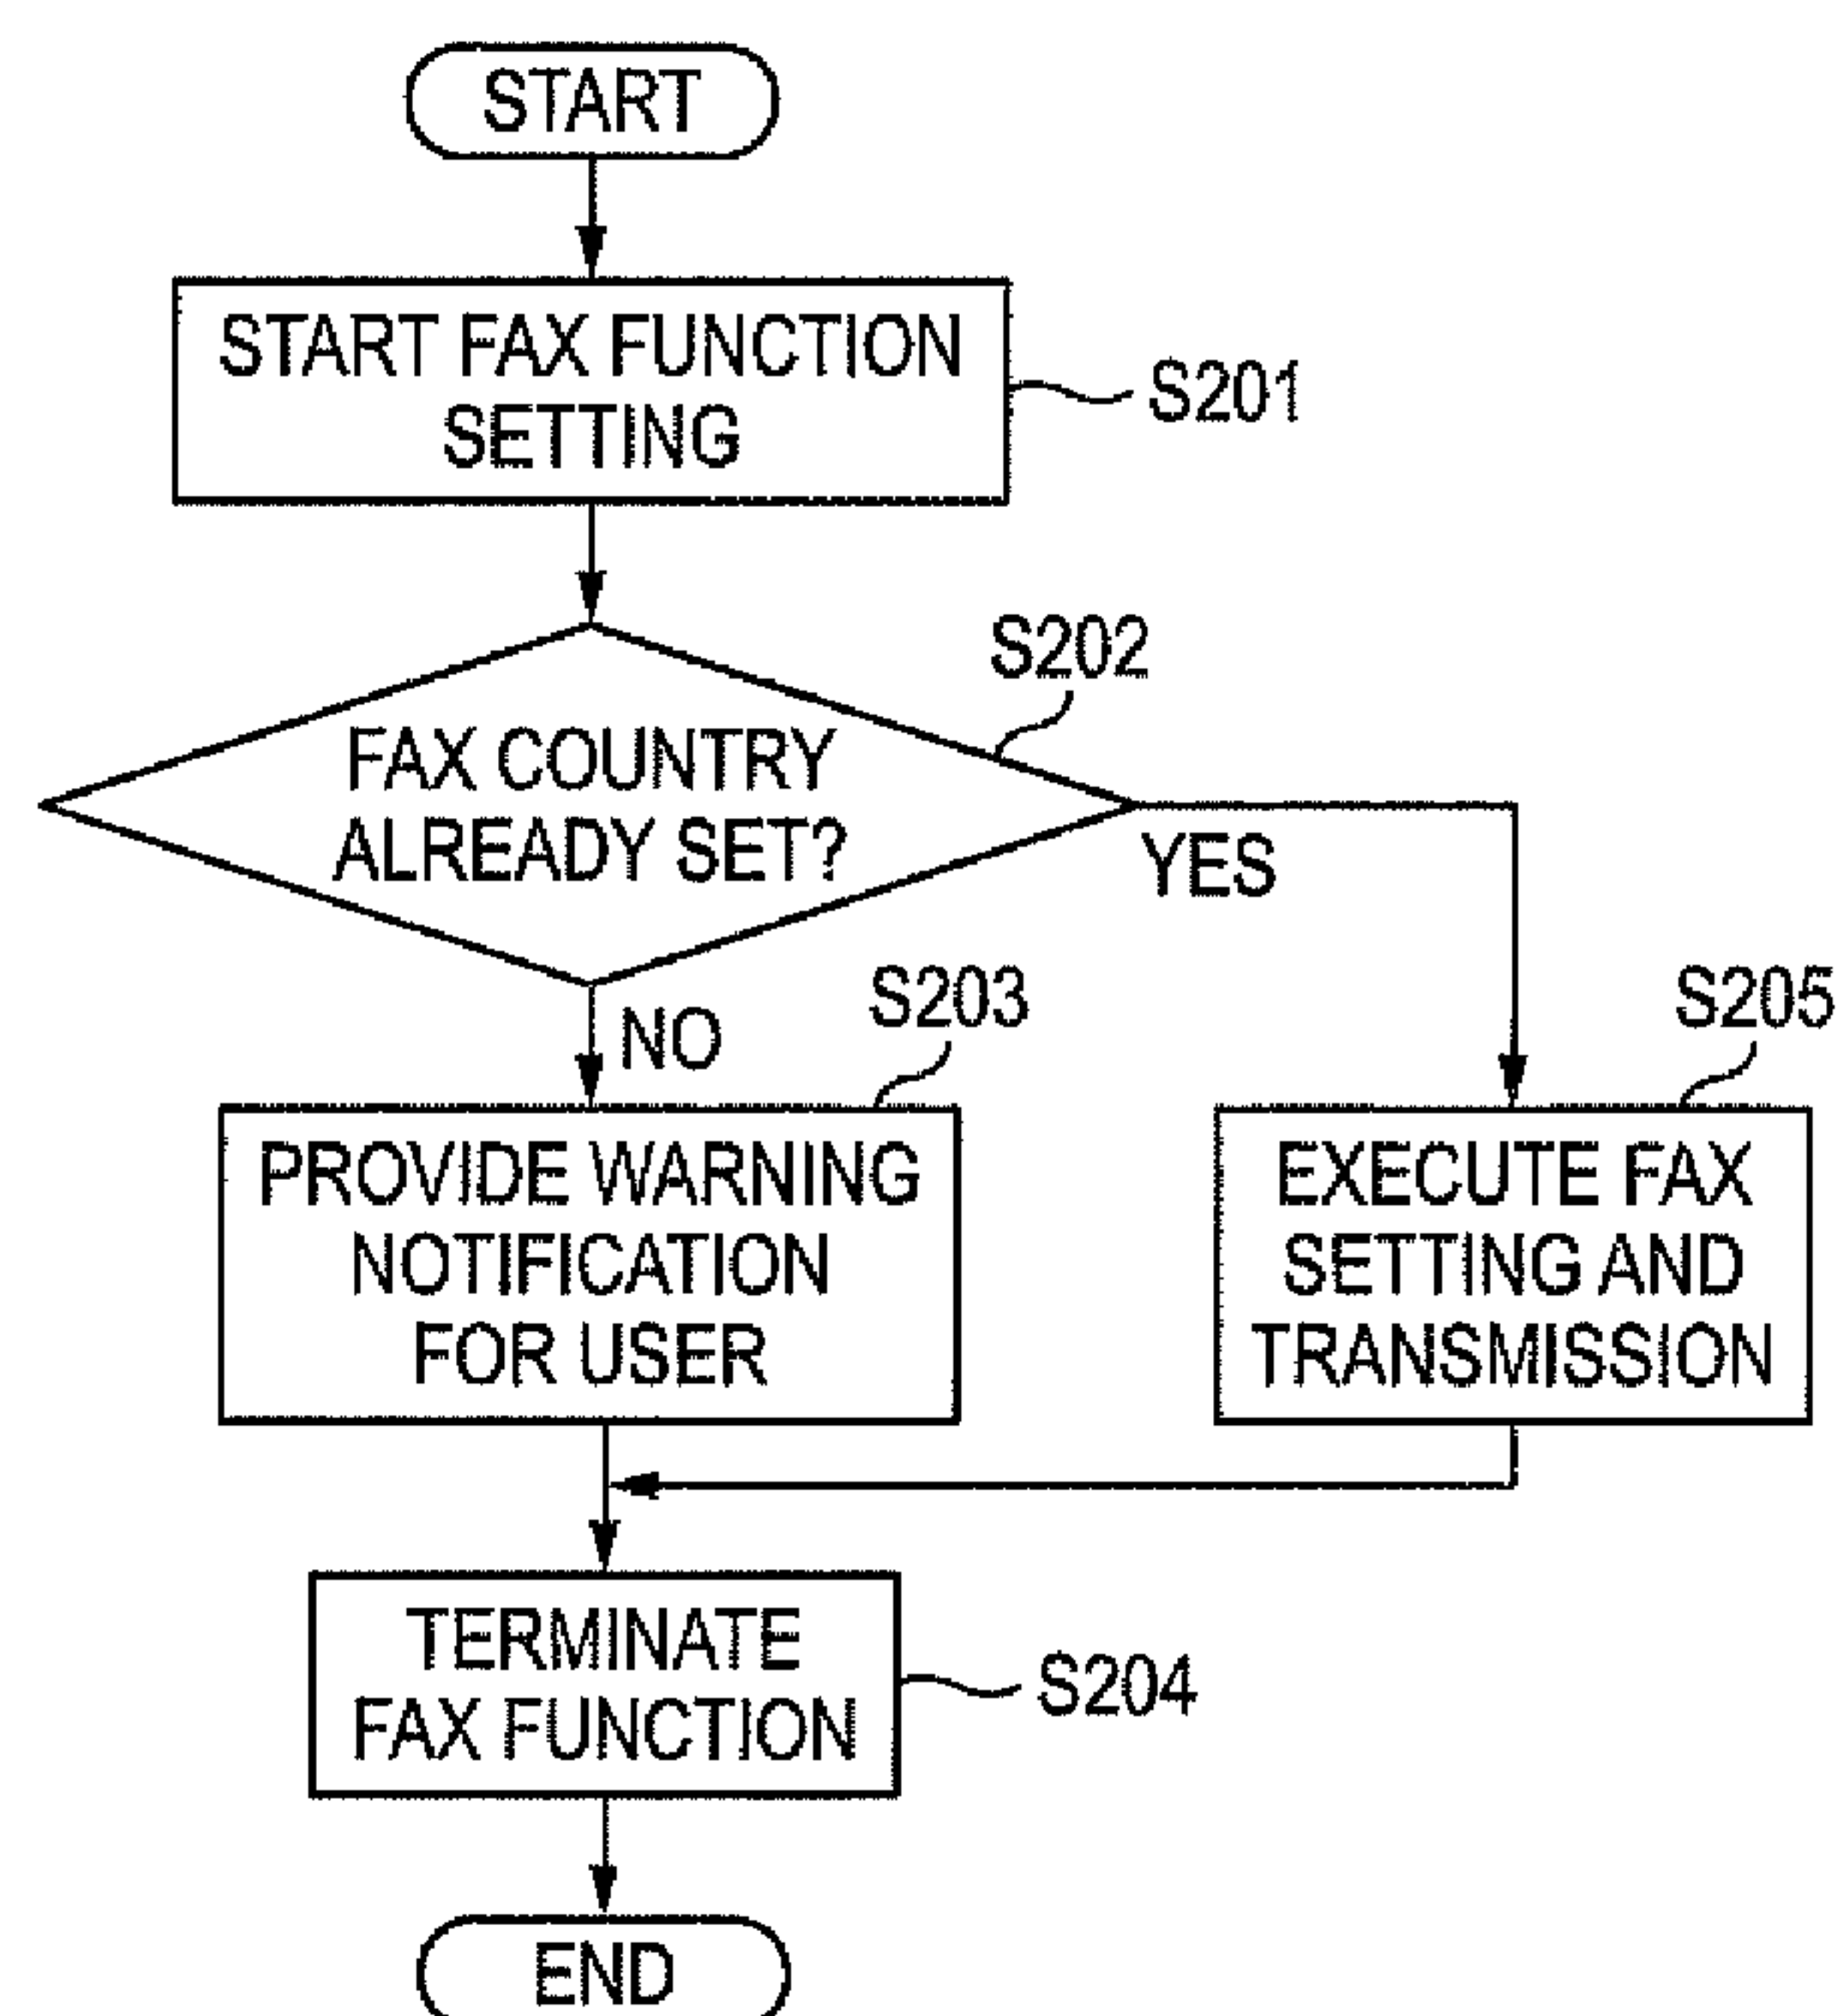 START
START FAX FUNCTION
SETTING
S201
S202
FAX COUNTRY
ALREADY SET?
YES
NO
S203
S205
PROVIDE WARNING
NOTIFICATION
FOR USER
EXECUTE FAX
SETTING AND
TRANSMISSION
TERMINATE
FAX FUNCTION
S204
END